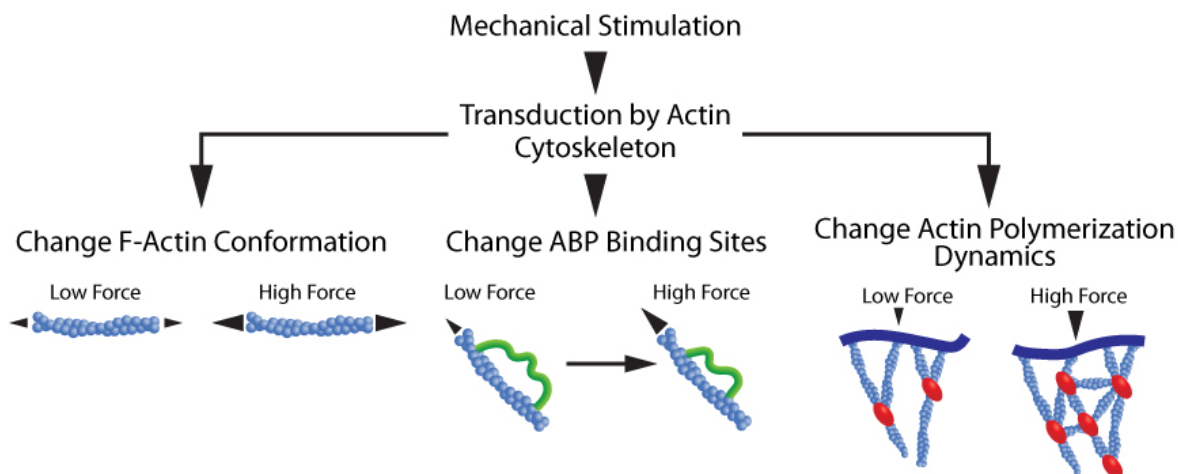 Mechanical Stimulation
Transduction by Actin
Cytoskeleton
Change F-Actin Conformation
Low Force
High Force
Change ABP Binding Sites
Low Force
High Force
Change Actin Polymerization
Dynamics
Low Force
High Force